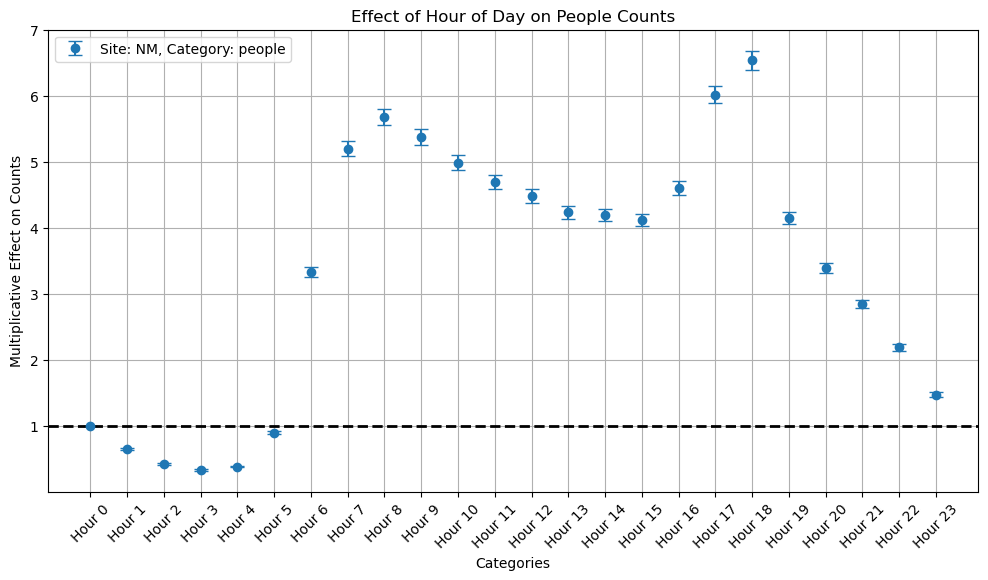 Effect of Hour of Day on People Counts
Site: NM, Category: people
Multiplicative Effect on Counts
7
6
5
4
3
2
1
Hour 0
Hour 1
Hour 2
Hour 3
Hour 4
Hour 5
Hour 6
Hour 7
Hour 8
Hour 9
Hour 10
Hour 11
Hour 12
Hour 13
Hour 14
Hour 15
Hour 16
Hour 17
Hour 18
Hour 19
Hour 20
Hour 21
Hour 22
Hour 23
Categories